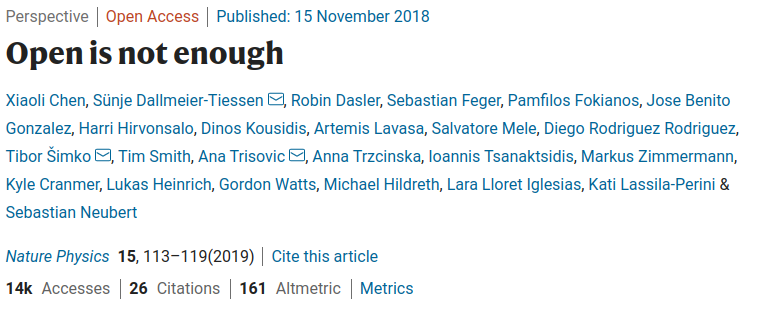 Perspective | Open Access | Published: 15 November 2018
Open is not enough
Xiaoli Chen, Sünje Dallmeier-Tiessen, Robin Dasler, Sebastian Feger, Pamfilos Fokianos, Jose Benito
Gonzalez, Harri Hirvonsalo, Dinos Kousidis, Artemis Lavasa, Salvatore Mele, Diego Rodriguez Rodriguez,
Tibor Šimko, Tim Smith, Ana Trisovic, Anna Trzcinska, Ioannis Tsanaktsidis, Markus Zimmermann,
Kyle Cranmer, Lukas Heinrich, Gordon Watts, Michael Hildreth, Lara Lloret Iglesias, Kati Lassila-Perini &
Sebastian Neubert
Nature Physics 15, 113–119(2019) | Cite this article
14k Accesses | 26 Citations | 161 Altmetric | Metrics